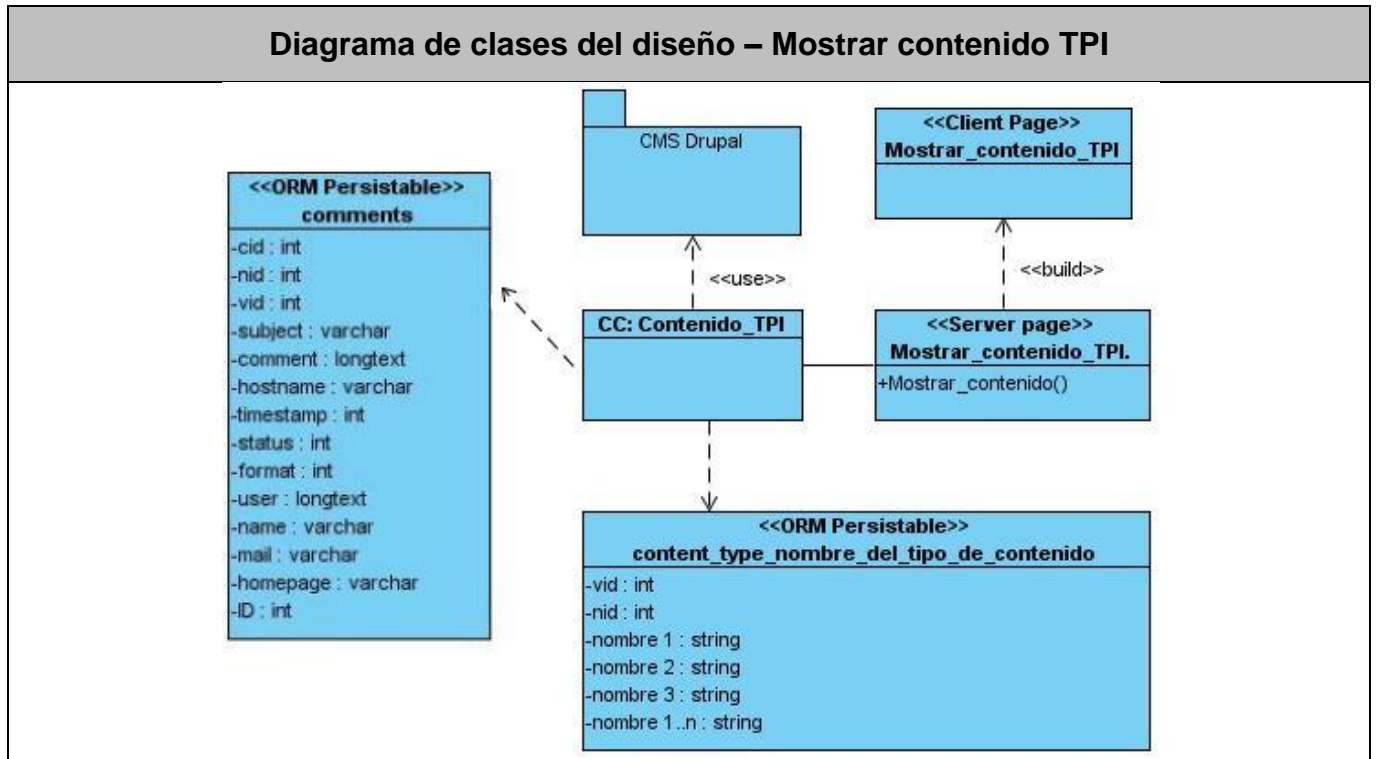 Diagrama de clases del diseño – Mostrar contenido TPI
<<ORM Persistable>>
comments
-cid : int
-nid : int
-vid : int
-subject : varchar
-comment : longtext
-hostname : varchar
-timestamp : int
-status : int
-format : int
-user : longtext
-name : varchar
-mail : varchar
-homepage : varchar
-ID : int
CMS Drupal
<<use>>
CC: Contenido_TPI
<<Client Page>>
Mostrar_contenido_TPI
<<build>>
<<Server page>>
Mostrar_contenido_TPI.
+Mostrar_contenido()
<<ORM Persistable>>
content_type_nombre_del_tipo_de_contenido
-vid : int
-nid : int
-nombre 1 : string
-nombre 2 : string
-nombre 3 : string
-nombre 1..n : string